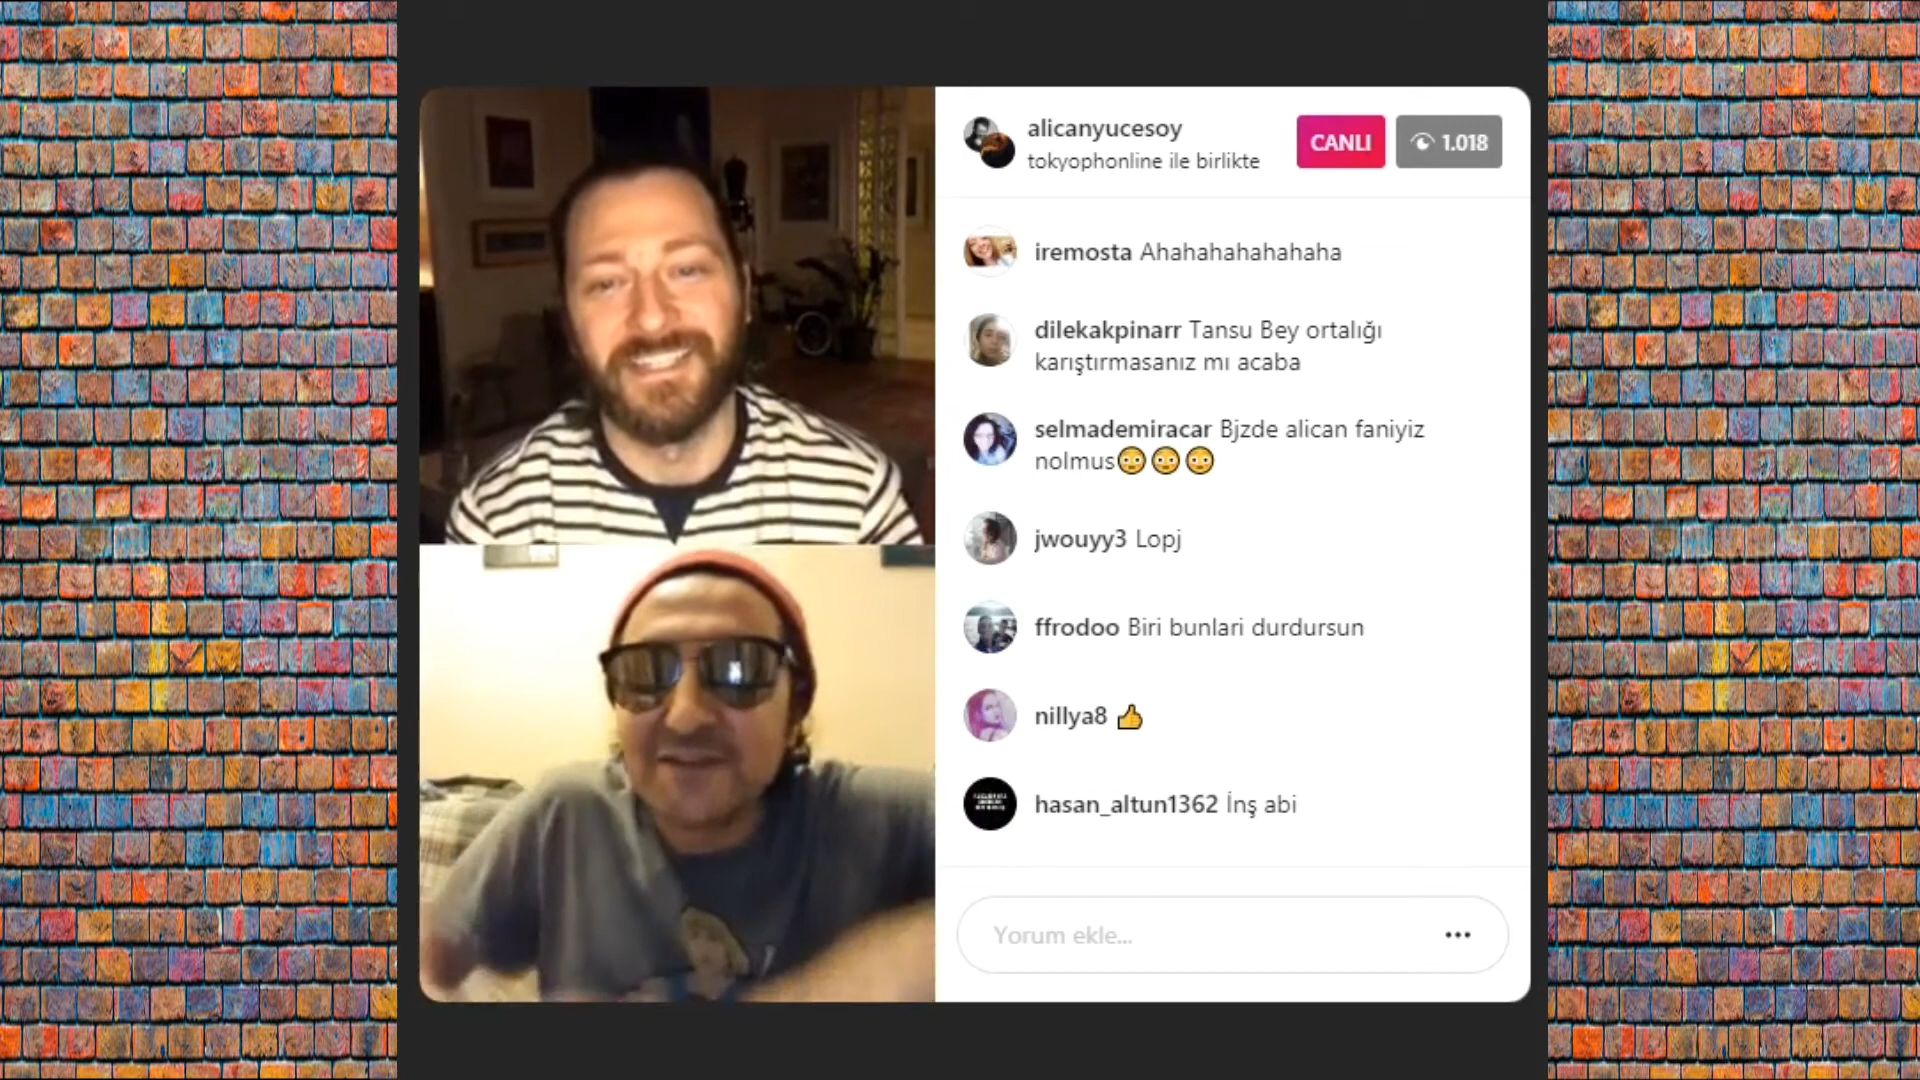 alicanyucesoy
tokyophonline ile birlikte
CANLI
1.018
iremosta Ahahahahahahaha
dilekakpinarr Tansu Bey ortalığı
karıştırmasanız mı acaba
selmademiracar Bjzde alican faniyiz
nolmus😳😳😳
jwouyy3 Lopj
ffrodoo Biri bunlari durdursun
nillya8 👍
hasan_altun1362 İnş abi
Yorum ekle...